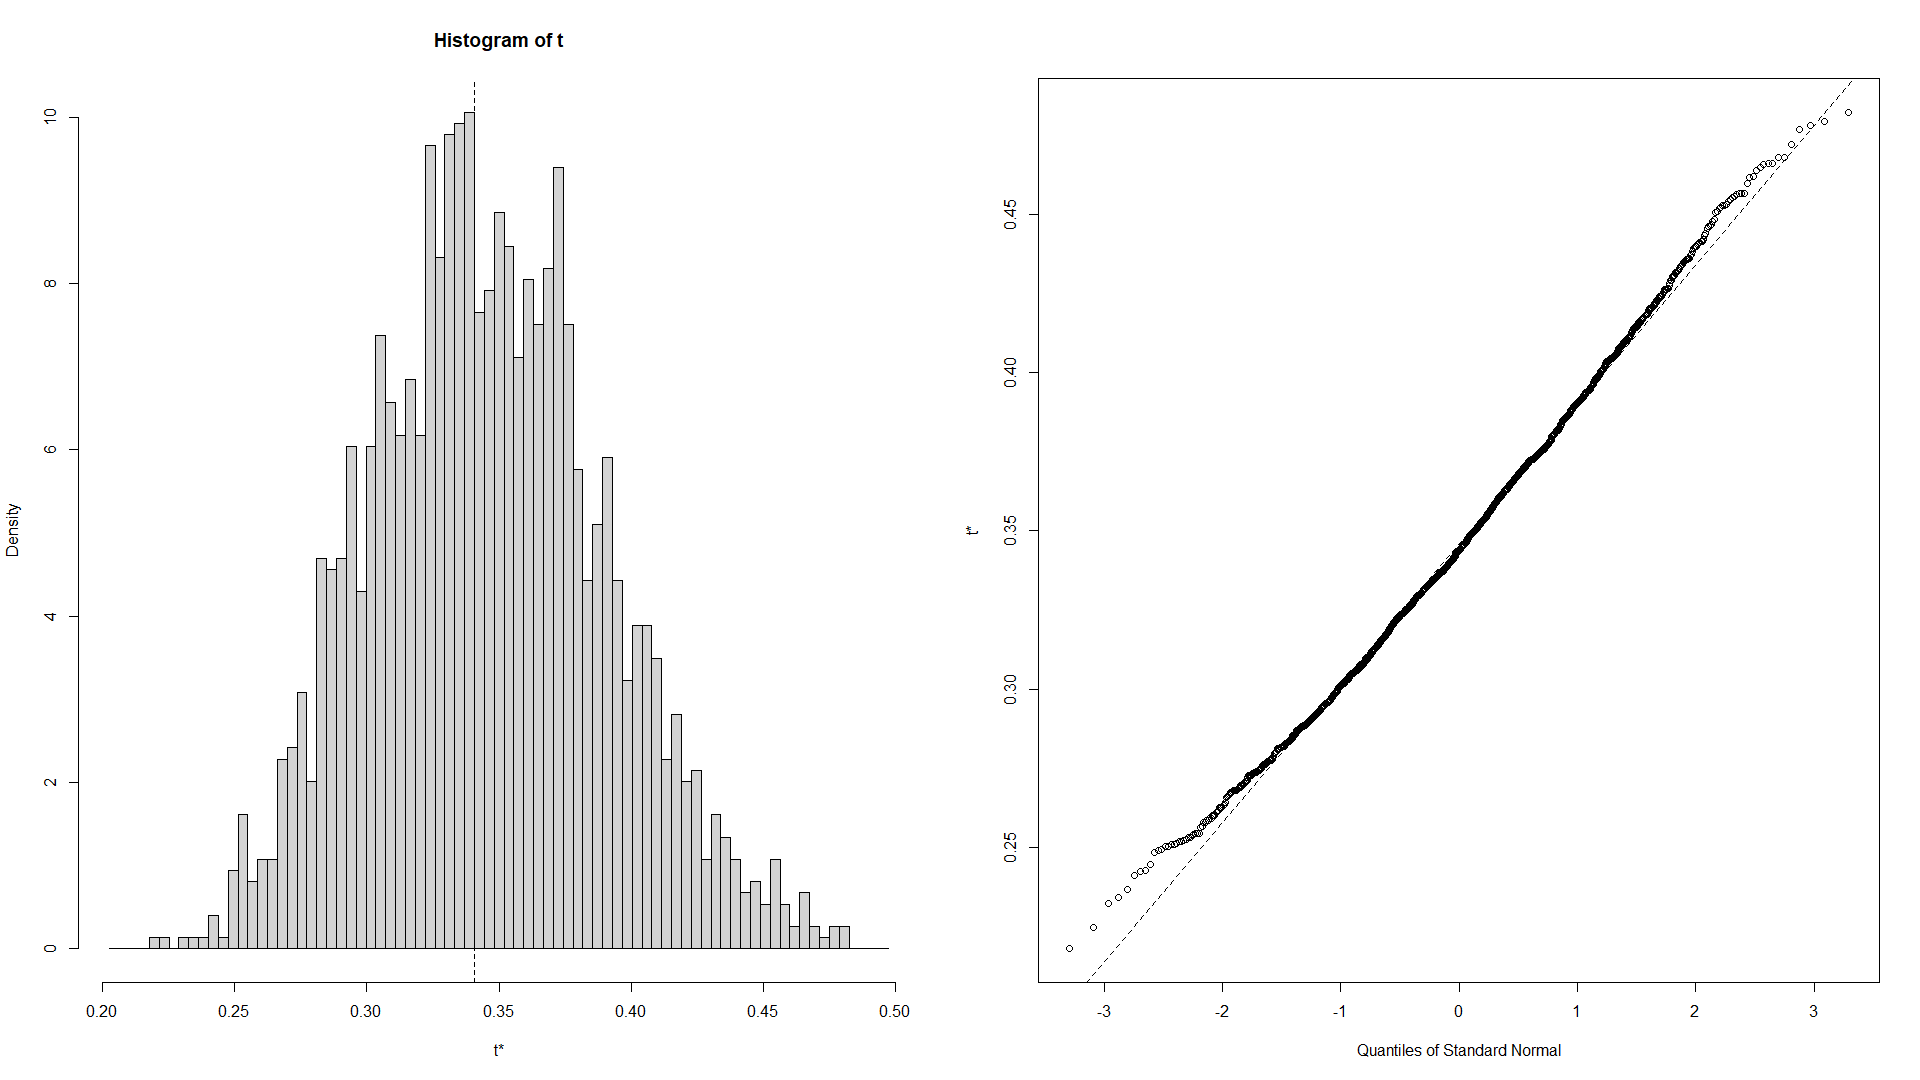 Histogram of t
Density
0
2
4
6
8
10
0.20 0.25 0.30 0.35 0.40 0.45 0.50
t*
t*
0.25
0.30
0.35
0.40
0.45
-3 -2 -1 0 1 2 3
Quantiles of Standard Normal